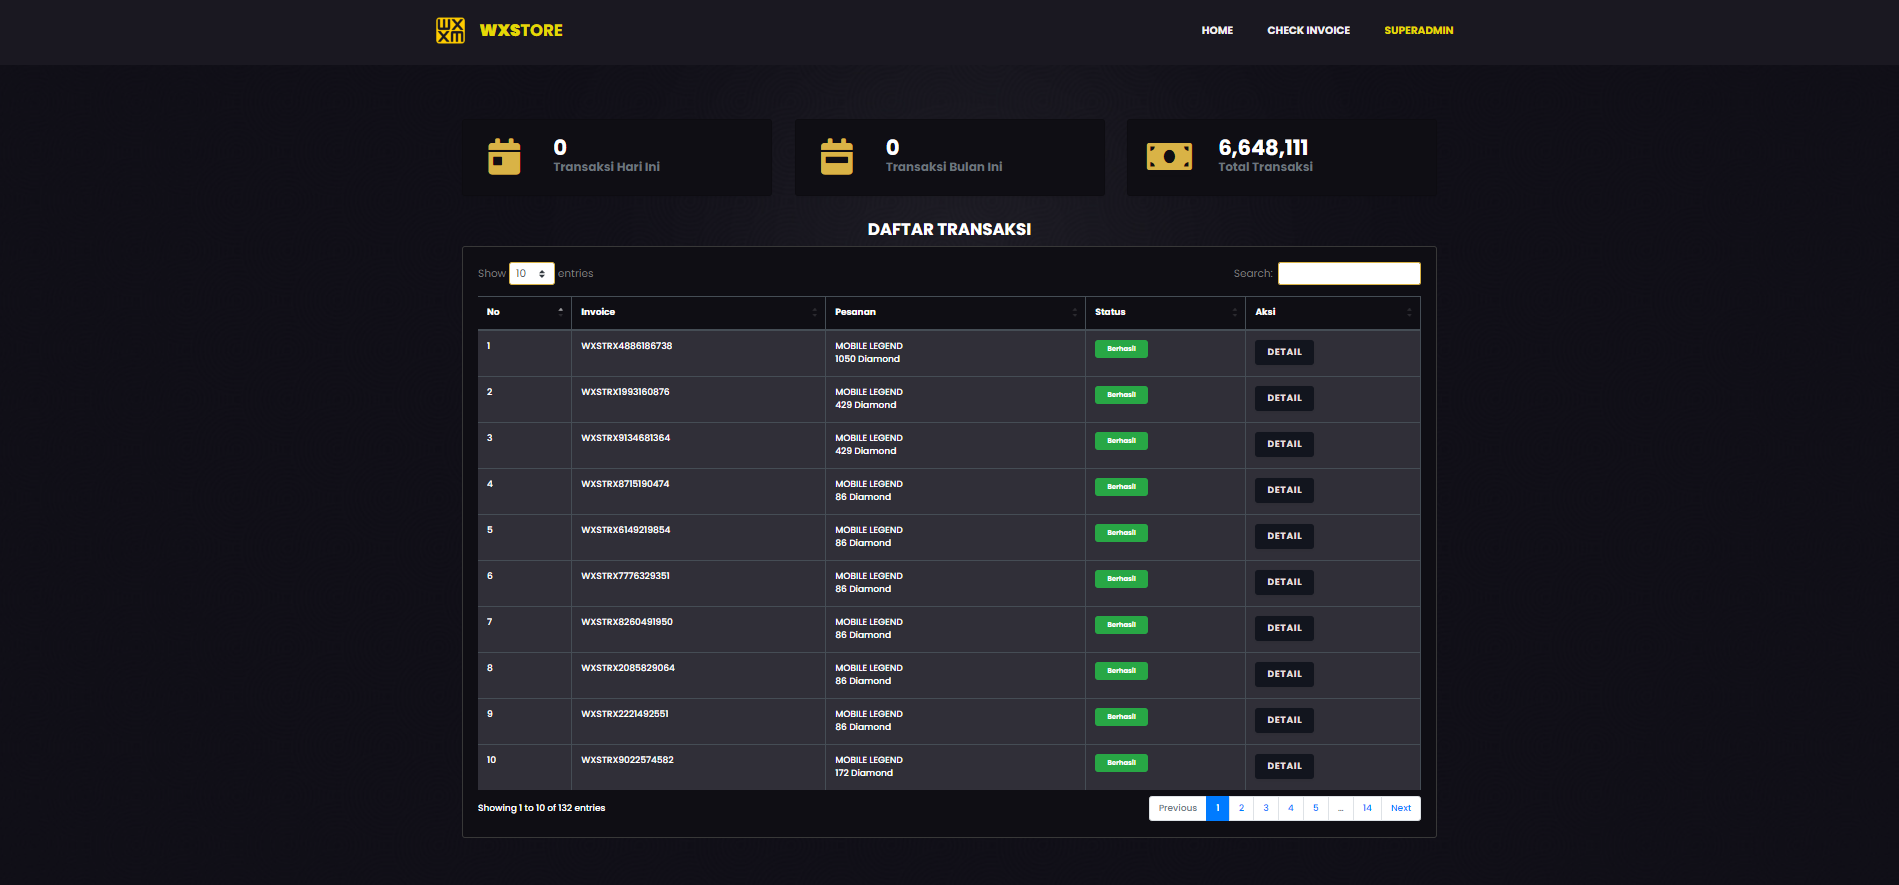 WX
XM
WXSTORE
HOME
CHECK INVOICE
SUPERADMIN
0
Transaksi Hari Ini
0
Transaksi Bulan Ini
6,648,111
Total Transaksi
DAFTAR TRANSAKSI
Show 10 entries
Search:
No Invoice Pesanan Status Aksi
1 WXSTRX4886186738 MOBILE LEGEND Berhasil DETAIL
1050 Diamond
2 WXSTRX1993160876 MOBILE LEGEND Berhasil DETAIL
429 Diamond
3 WXSTRX9134681364 MOBILE LEGEND Berhasil DETAIL
429 Diamond
4 WXSTRX8715190474 MOBILE LEGEND Berhasil DETAIL
86 Diamond
5 WXSTRX6149219854 MOBILE LEGEND Berhasil DETAIL
86 Diamond
6 WXSTRX7776329351 MOBILE LEGEND Berhasil DETAIL
86 Diamond
7 WXSTRX8260491950 MOBILE LEGEND Berhasil DETAIL
86 Diamond
8 WXSTRX2085829064 MOBILE LEGEND Berhasil DETAIL
86 Diamond
9 WXSTRX2221492551 MOBILE LEGEND Berhasil DETAIL
86 Diamond
10 WXSTRX9022574582 MOBILE LEGEND Berhasil DETAIL
172 Diamond
Showing 1 to 10 of 132 entries
Previous 1 2 3 4 5 … 14 Next